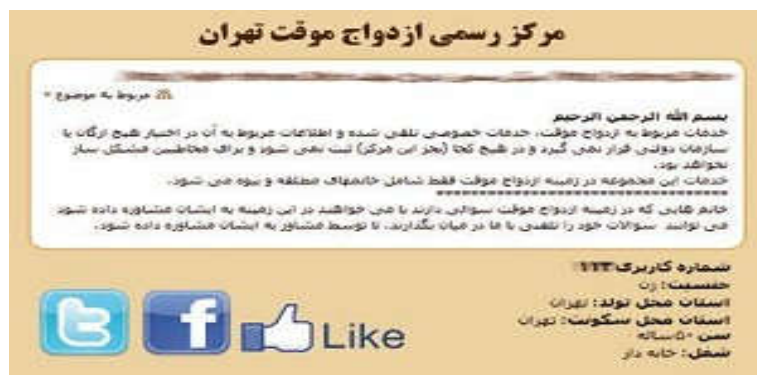 مرکز رسمی ازدواج موقت تهران
مربوط به موضوع
بسم الله الرحمن الرحیم
خدمات مربوط به ازدواج موقت، خدمات خصوصی تلقی شده و اطلاعات مربوط به آن در اختیار هیچ ارگان یا
سازمان دولتی قرار نمی گیرد و در هیچ کجا (بجز این مرکز) ثبت نمی شود و برای مخاطبین مشکل ساز
نخواهد بود.
خدمات این مجموعه در زمینه ازدواج موقت فقط شامل خانمهای مطلقه و بیوه می شود.
******************************
خانم هایی که در زمینه ازدواج موقت سوالی دارند یا می خواهند در این زمینه به ایشان مشاوره داده شود
می توانند سوالات خود را تلفنی با ما در میان بگذارند، تا توسط مشاور به ایشان مشاوره داده شود.
شماره کاربری:
جنسیت: زن
استان محل تولد: تهران
استان محل سکونت: تهران
سن ۵۰ساله
شغل: خانه دار
Like